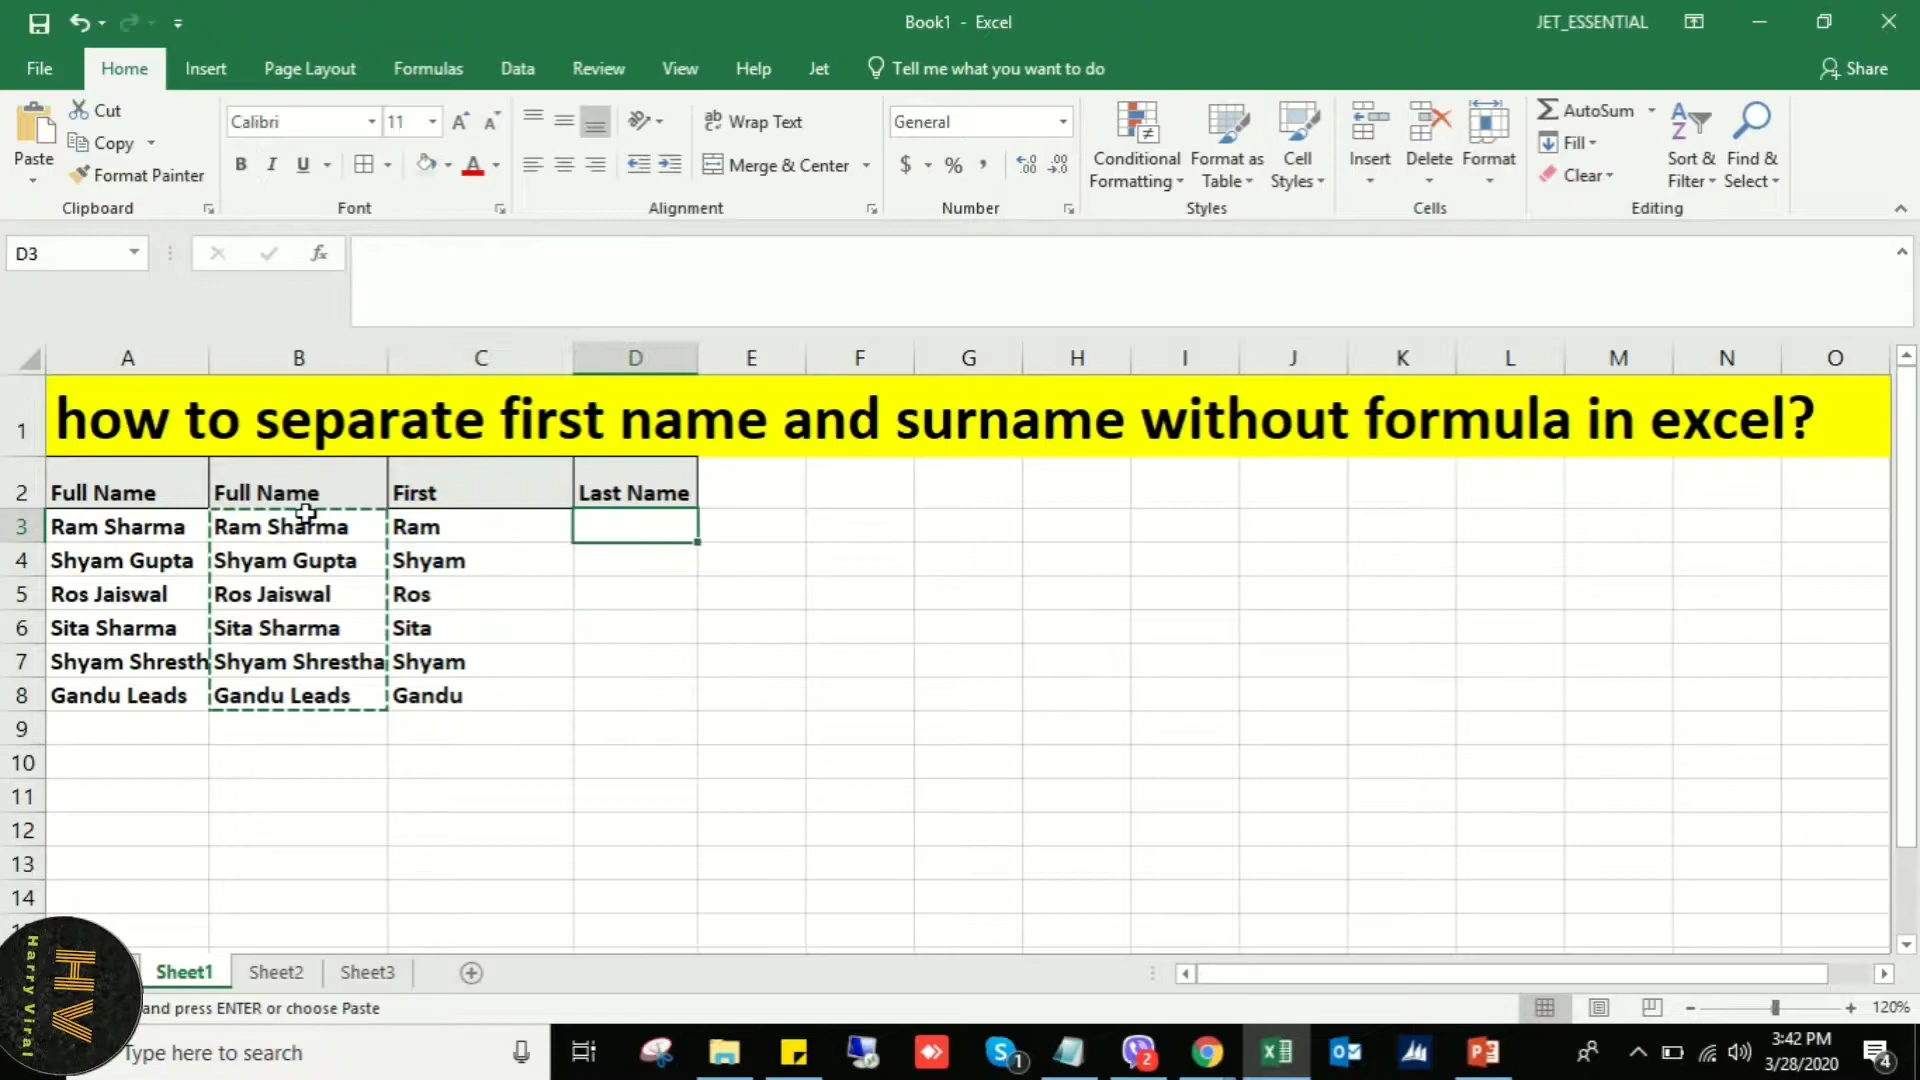 Book1 - Excel
JET_ESSENTIAL
File Home Insert Page Layout Formulas Data Review View Help Jet Tell me what you want to do Share
Paste
Cut
Copy
Format Painter
Clipboard
Calibri 11
B I U
Font
Wrap Text
Merge & Center
Alignment
General
$ % ,
Number
Conditional Formatting
Format as Table
Cell Styles
Styles
Insert Delete Format
Cells
AutoSum
Fill
Clear
Sort & Filter
Find & Select
Editing
D3
fx
A B C D E F G H I J K L M N O
1 how to separate first name and surname without formula in excel?
2 Full Name Full Name First Last Name
3 Ram Sharma Ram Sharma Ram
4 Shyam Gupta Shyam Gupta Shyam
5 Ros Jaiswal Ros Jaiswal Ros
6 Sita Sharma Sita Sharma Sita
7 Shyam Shresth Shyam Shrestha Shyam
8 Gandu Leads Gandu Leads Gandu
9
10
11
12
13
14
Sheet1 Sheet2 Sheet3
and press ENTER or choose Paste
120%
HV
Harry Viral
Type here to search
1
2
3:42 PM
3/28/2020
4